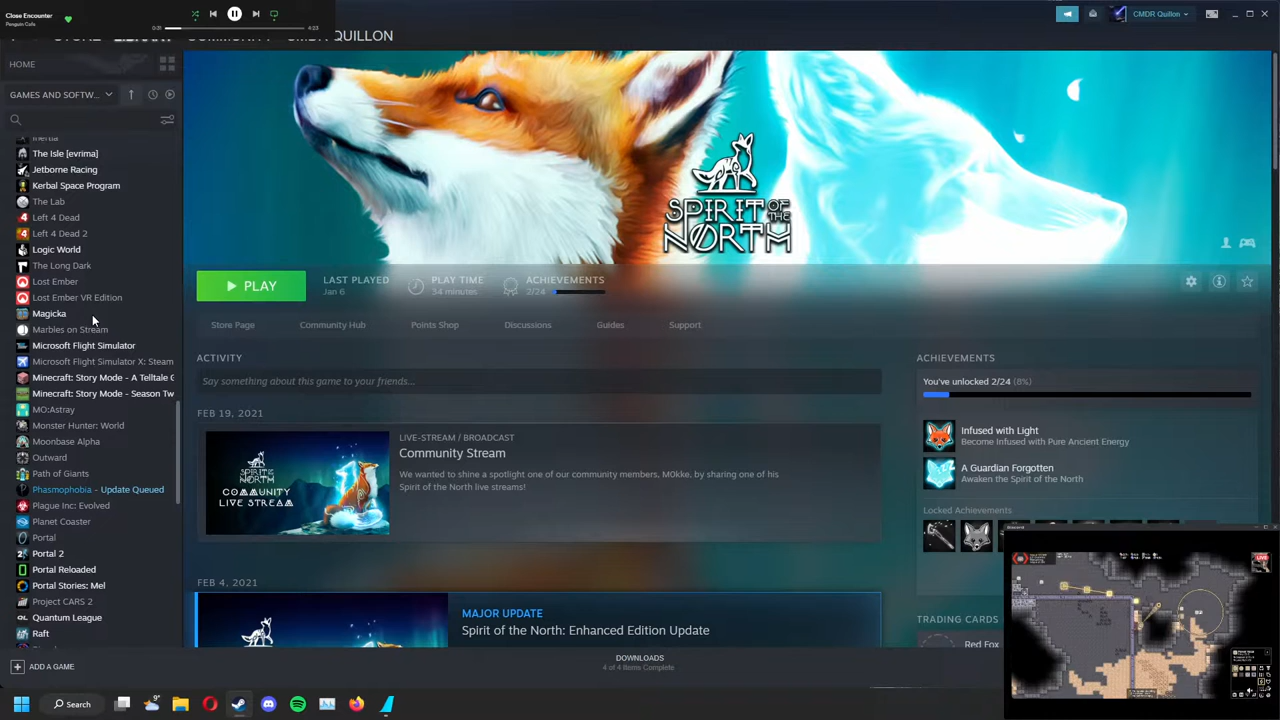 Close Encounter
Penguin Cafe
0:31
4:23
CMDR Quillon
STORE LIBRARY COMMUNITY CMDR QUILLON
HOME
GAMES AND SOFTW...
Inertia
The Isle [evrima]
Jetborne Racing
Kerbal Space Program
The Lab
Left 4 Dead
Left 4 Dead 2
Logic World
The Long Dark
Lost Ember
Lost Ember VR Edition
Magicka
Marbles on Stream
Microsoft Flight Simulator
Microsoft Flight Simulator X: Steam
Minecraft: Story Mode - A Telltale G
Minecraft: Story Mode - Season Tw
MO:Astray
Monster Hunter: World
Moonbase Alpha
Outward
Path of Giants
Phasmophobia - Update Queued
Plague Inc: Evolved
Planet Coaster
Portal
Portal 2
Portal Reloaded
Portal Stories: Mel
Project CARS 2
Quantum League
Raft
ADD A GAME
SPIRIT OF THE NORTH
PLAY
LAST PLAYED
Jan 6
PLAY TIME
34 minutes
ACHIEVEMENTS
2/24
Store Page
Community Hub
Points Shop
Discussions
Guides
Support
ACTIVITY
Say something about this game to your friends...
FEB 19, 2021
SPIRIT OF THE NORTH
COMMUNITY
LIVE STREAM
LIVE-STREAM / BROADCAST
Community Stream
We wanted to shine a spotlight one of our community members, M0kke, by sharing one of his
Spirit of the North live streams!
FEB 4, 2021
MAJOR UPDATE
Spirit of the North: Enhanced Edition Update
ACHIEVEMENTS
You've unlocked 2/24 (8%)
Infused with Light
Become Infused with Pure Ancient Energy
A Guardian Forgotten
Awaken the Spirit of the North
Locked Achievements
TRADING CARDS
Red Fox
LIVE
DOWNLOADS
4 of 4 Items Complete
9°
Search